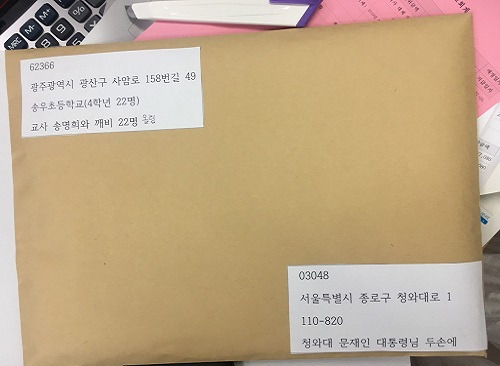 62366
광주광역시 광산구 사암로 158번길 49
송우초등학교(4학년 22명)
교사 송명희와 깨비 22명 올림
03048
서울특별시 종로구 청와대로 1
110-820
청와대 문재인 대통령님 두손에
MRC
M-
M+
%